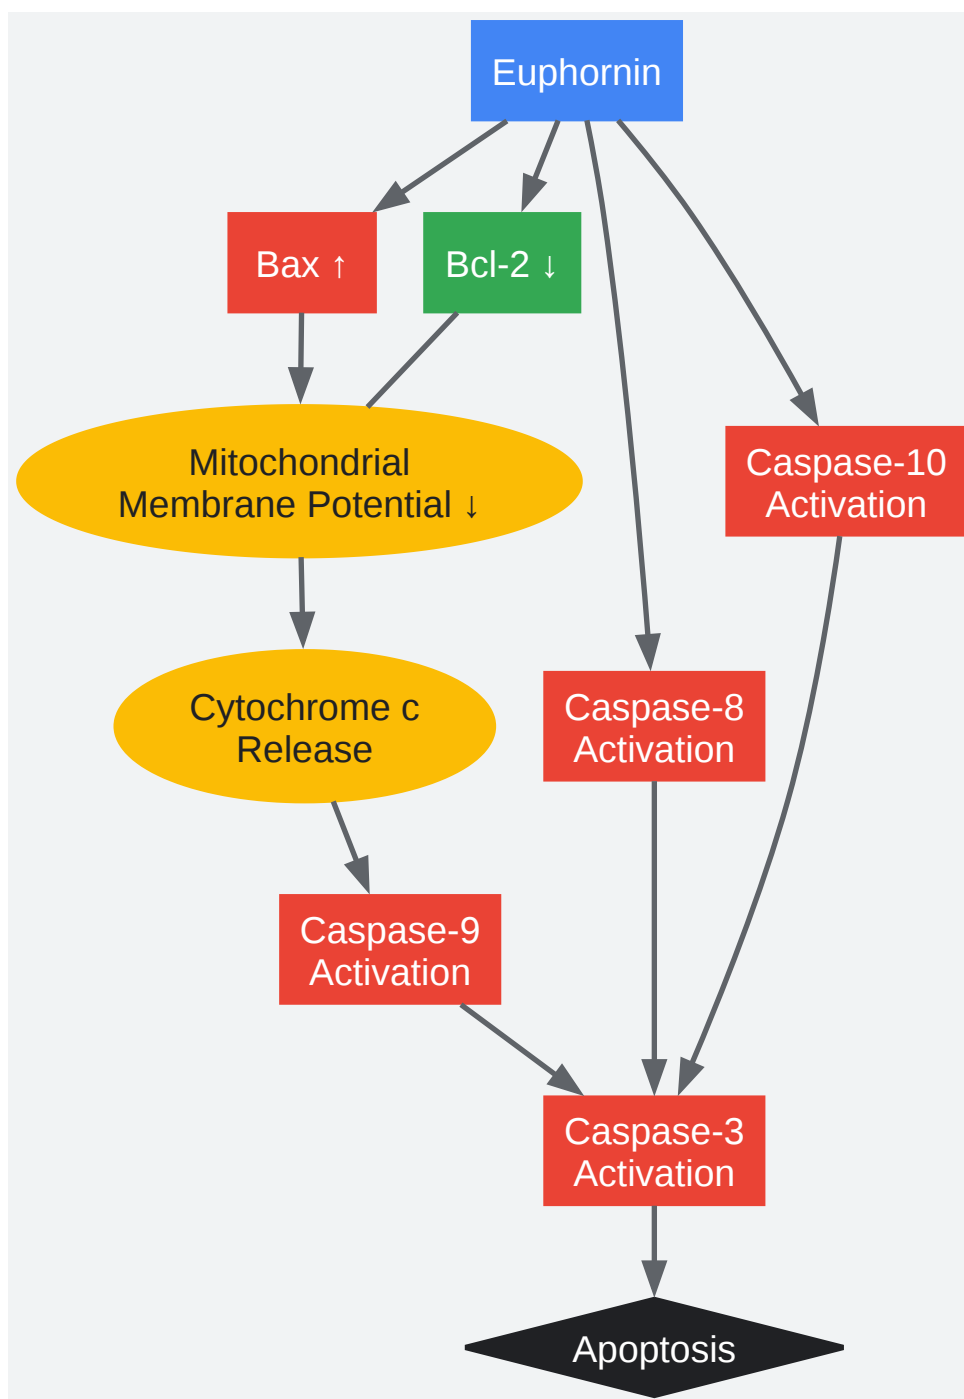 Euphornin
Bax ↑
Bcl-2 ↓
Mitochondrial
Membrane Potential ↓
Caspase-10
Activation
Cytochrome c
Release
Caspase-8
Activation
Caspase-9
Activation
Caspase-3
Activation
Apoptosis